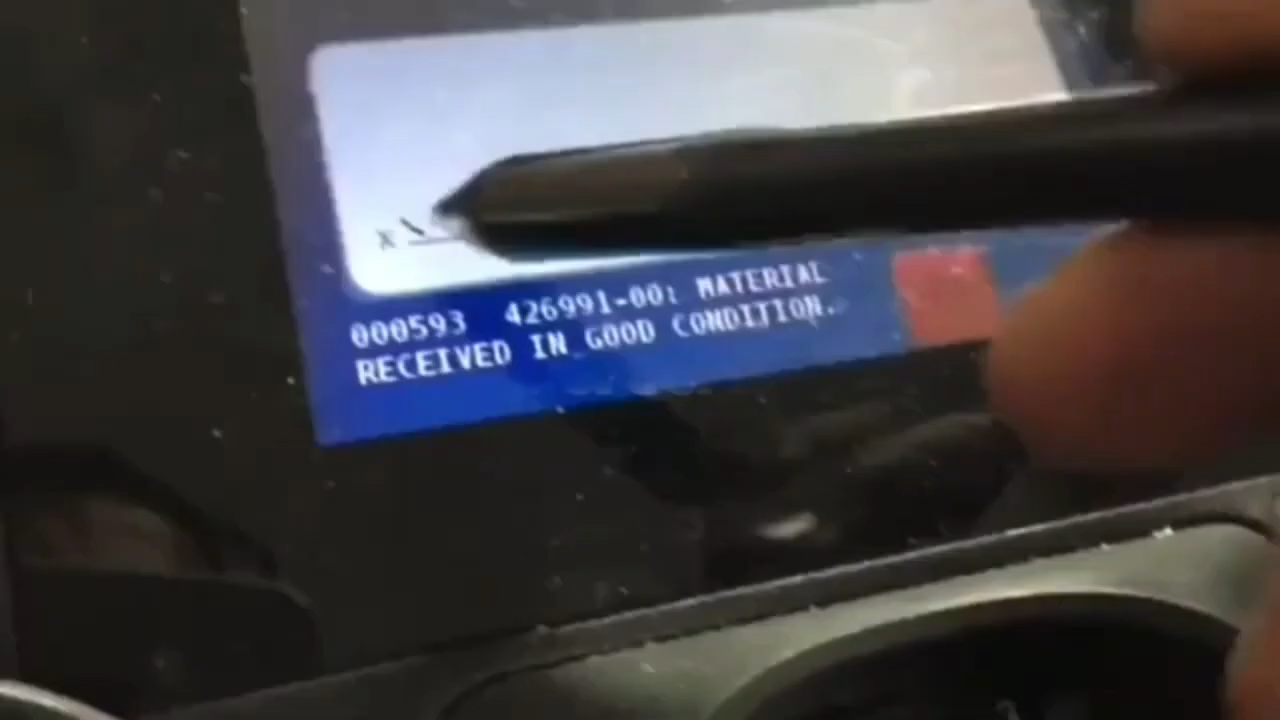 X
000593 426991-00: MATERIAL
RECEIVED IN GOOD CONDITION.